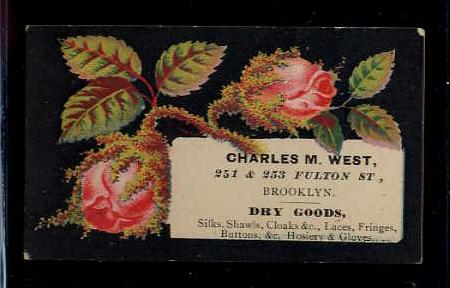 CHARLES M. WEST,
251 & 253 FULTON ST,
BROOKLYN.
DRY GOODS,
Silks, Shawls, Cloaks &c., Laces, Fringes,
Buttons, &c. Hosiery & Gloves....